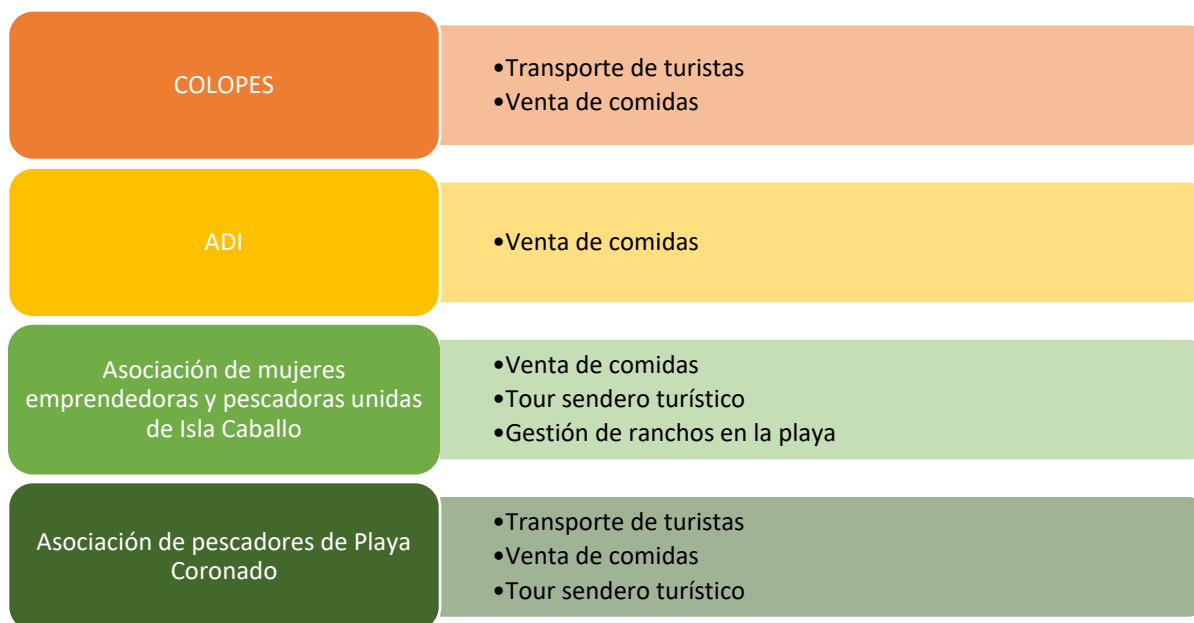 COLOPES
•Transporte de turistas
•Venta de comidas
ADI
•Venta de comidas
Asociación de mujeres
emprendedoras y pescadoras unidas
de Isla Caballo
•Venta de comidas
•Tour sendero turístico
•Gestión de ranchos en la playa
Asociación de pescadores de Playa
Coronado
•Transporte de turistas
•Venta de comidas
•Tour sendero turístico